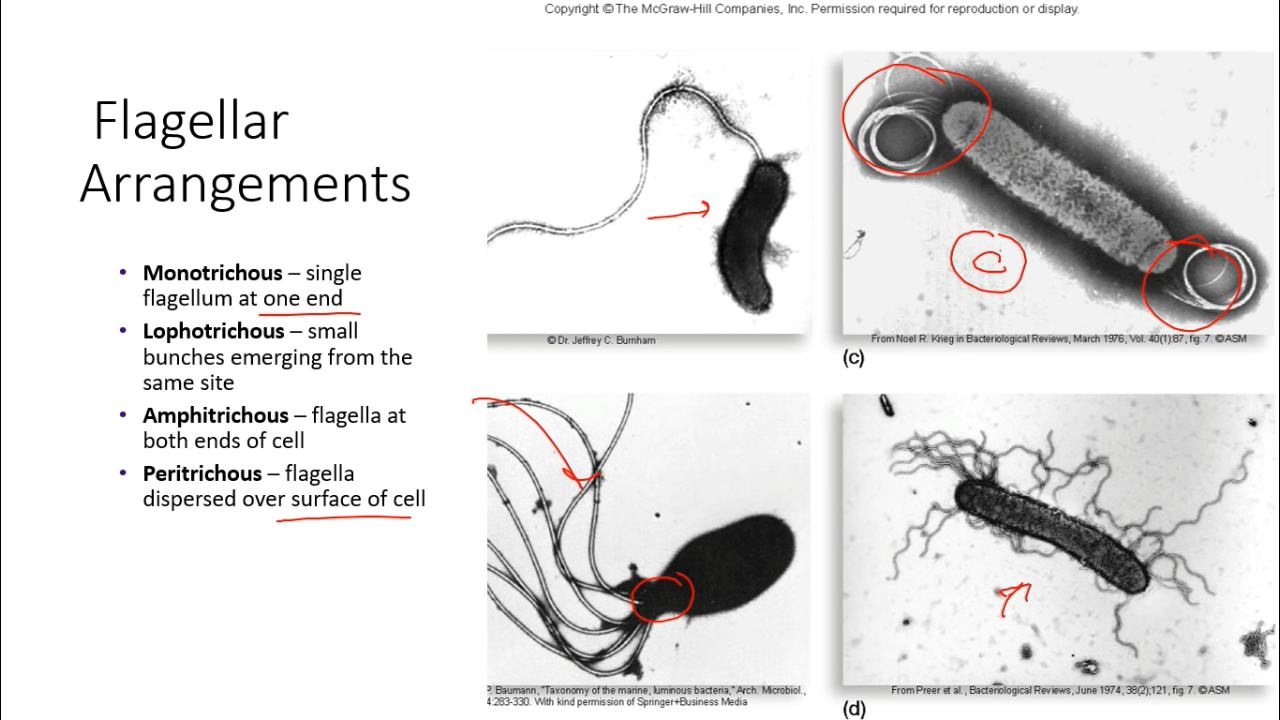 Copyright © The McGraw-Hill Companies, Inc. Permission required for reproduction or display.
Flagellar
Arrangements
• Monotrichous – single
flagellum at one end
• Lophotrichous – small
bunches emerging from the
same site
• Amphitrichous – flagella at
both ends of cell
• Peritrichous – flagella
dispersed over surface of cell
© Dr. Jeffrey C. Burnham
From Noel R. Krieg in Bacteriological Reviews, March 1976, Vol. 40(1):87, fig. 7. ©ASM
(c)
C
P. Baumann, "Taxonomy of the marine, luminous bacteria," Arch. Microbiol.,
4:283-330. With kind permission of Springer+Business Media
From Preer et al., Bacteriological Reviews, June 1974, 38(2);121, fig. 7. ©ASM
(d)